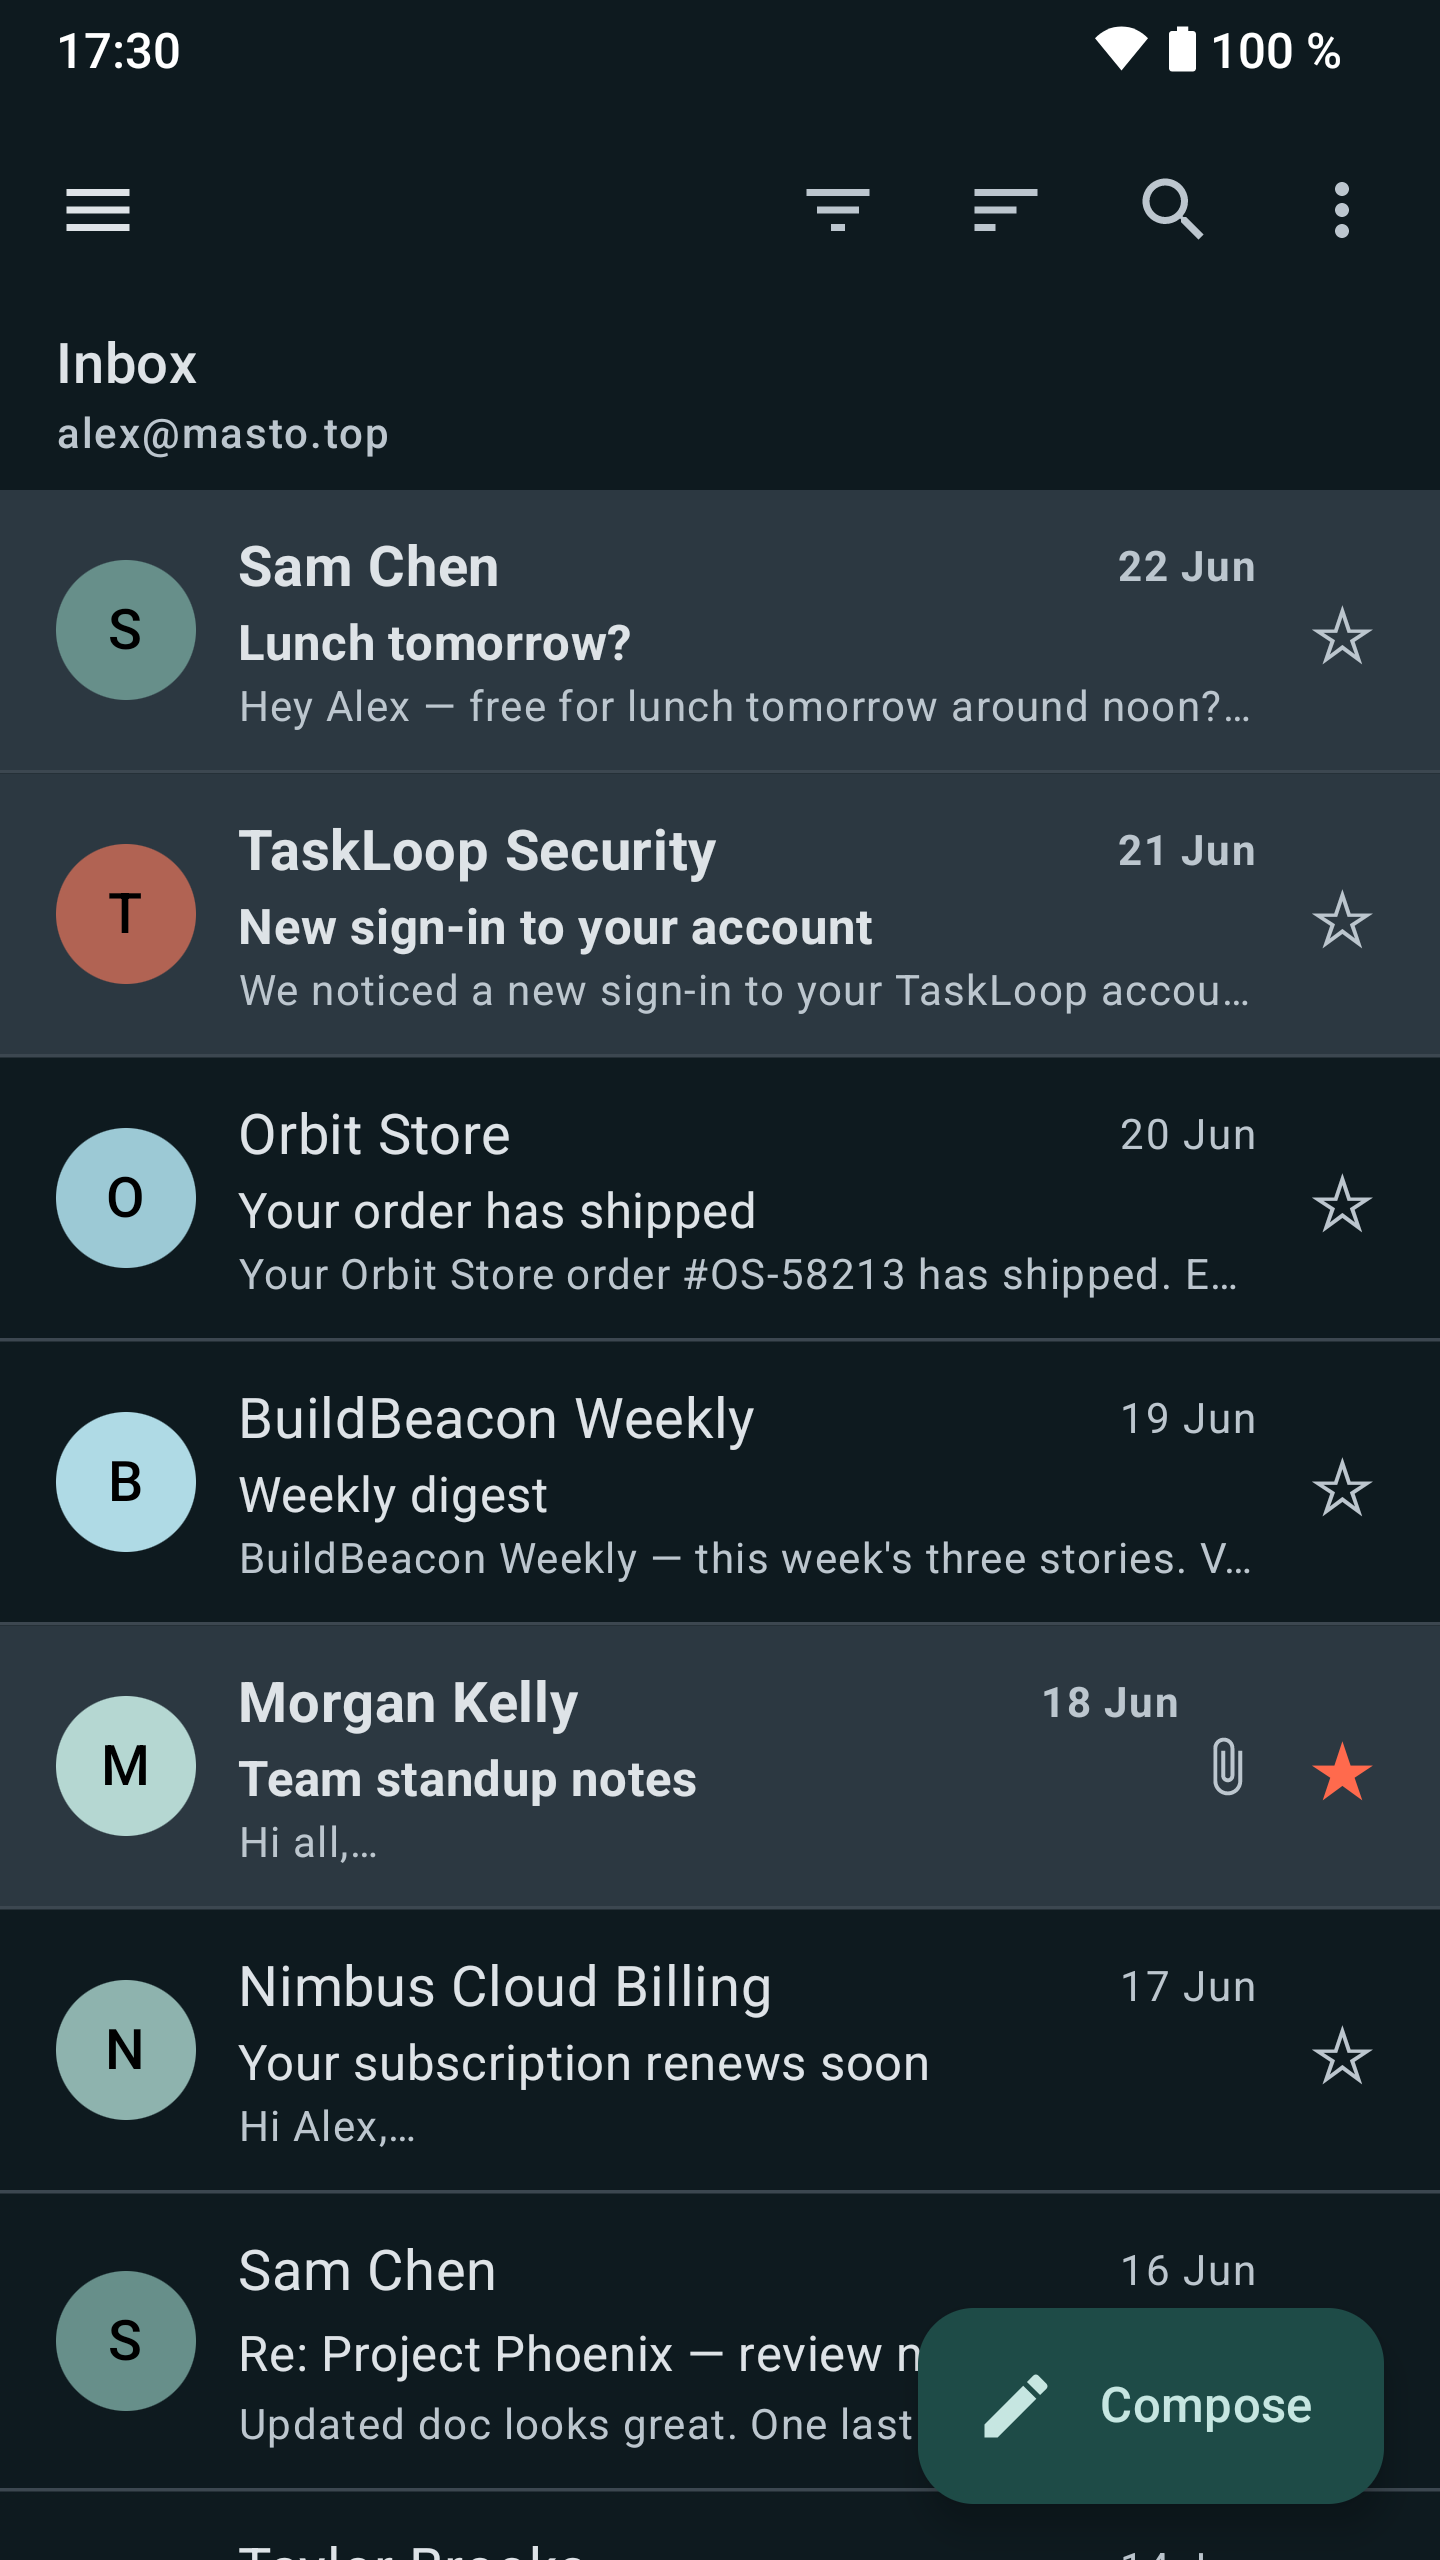 17:30
100 %
Inbox
alex@masto.top
S
Sam Chen
22 Jun
Lunch tomorrow?
Hey Alex — free for lunch tomorrow around noon?…
T
TaskLoop Security
21 Jun
New sign-in to your account
We noticed a new sign-in to your TaskLoop accou…
O
Orbit Store
20 Jun
Your order has shipped
Your Orbit Store order #OS-58213 has shipped. E…
B
BuildBeacon Weekly
19 Jun
Weekly digest
BuildBeacon Weekly — this week's three stories. V…
M
Morgan Kelly
18 Jun
Team standup notes
Hi all,…
N
Nimbus Cloud Billing
17 Jun
Your subscription renews soon
Hi Alex,…
S
Sam Chen
16 Jun
Re: Project Phoenix — review
Updated doc looks great. One last
Compose